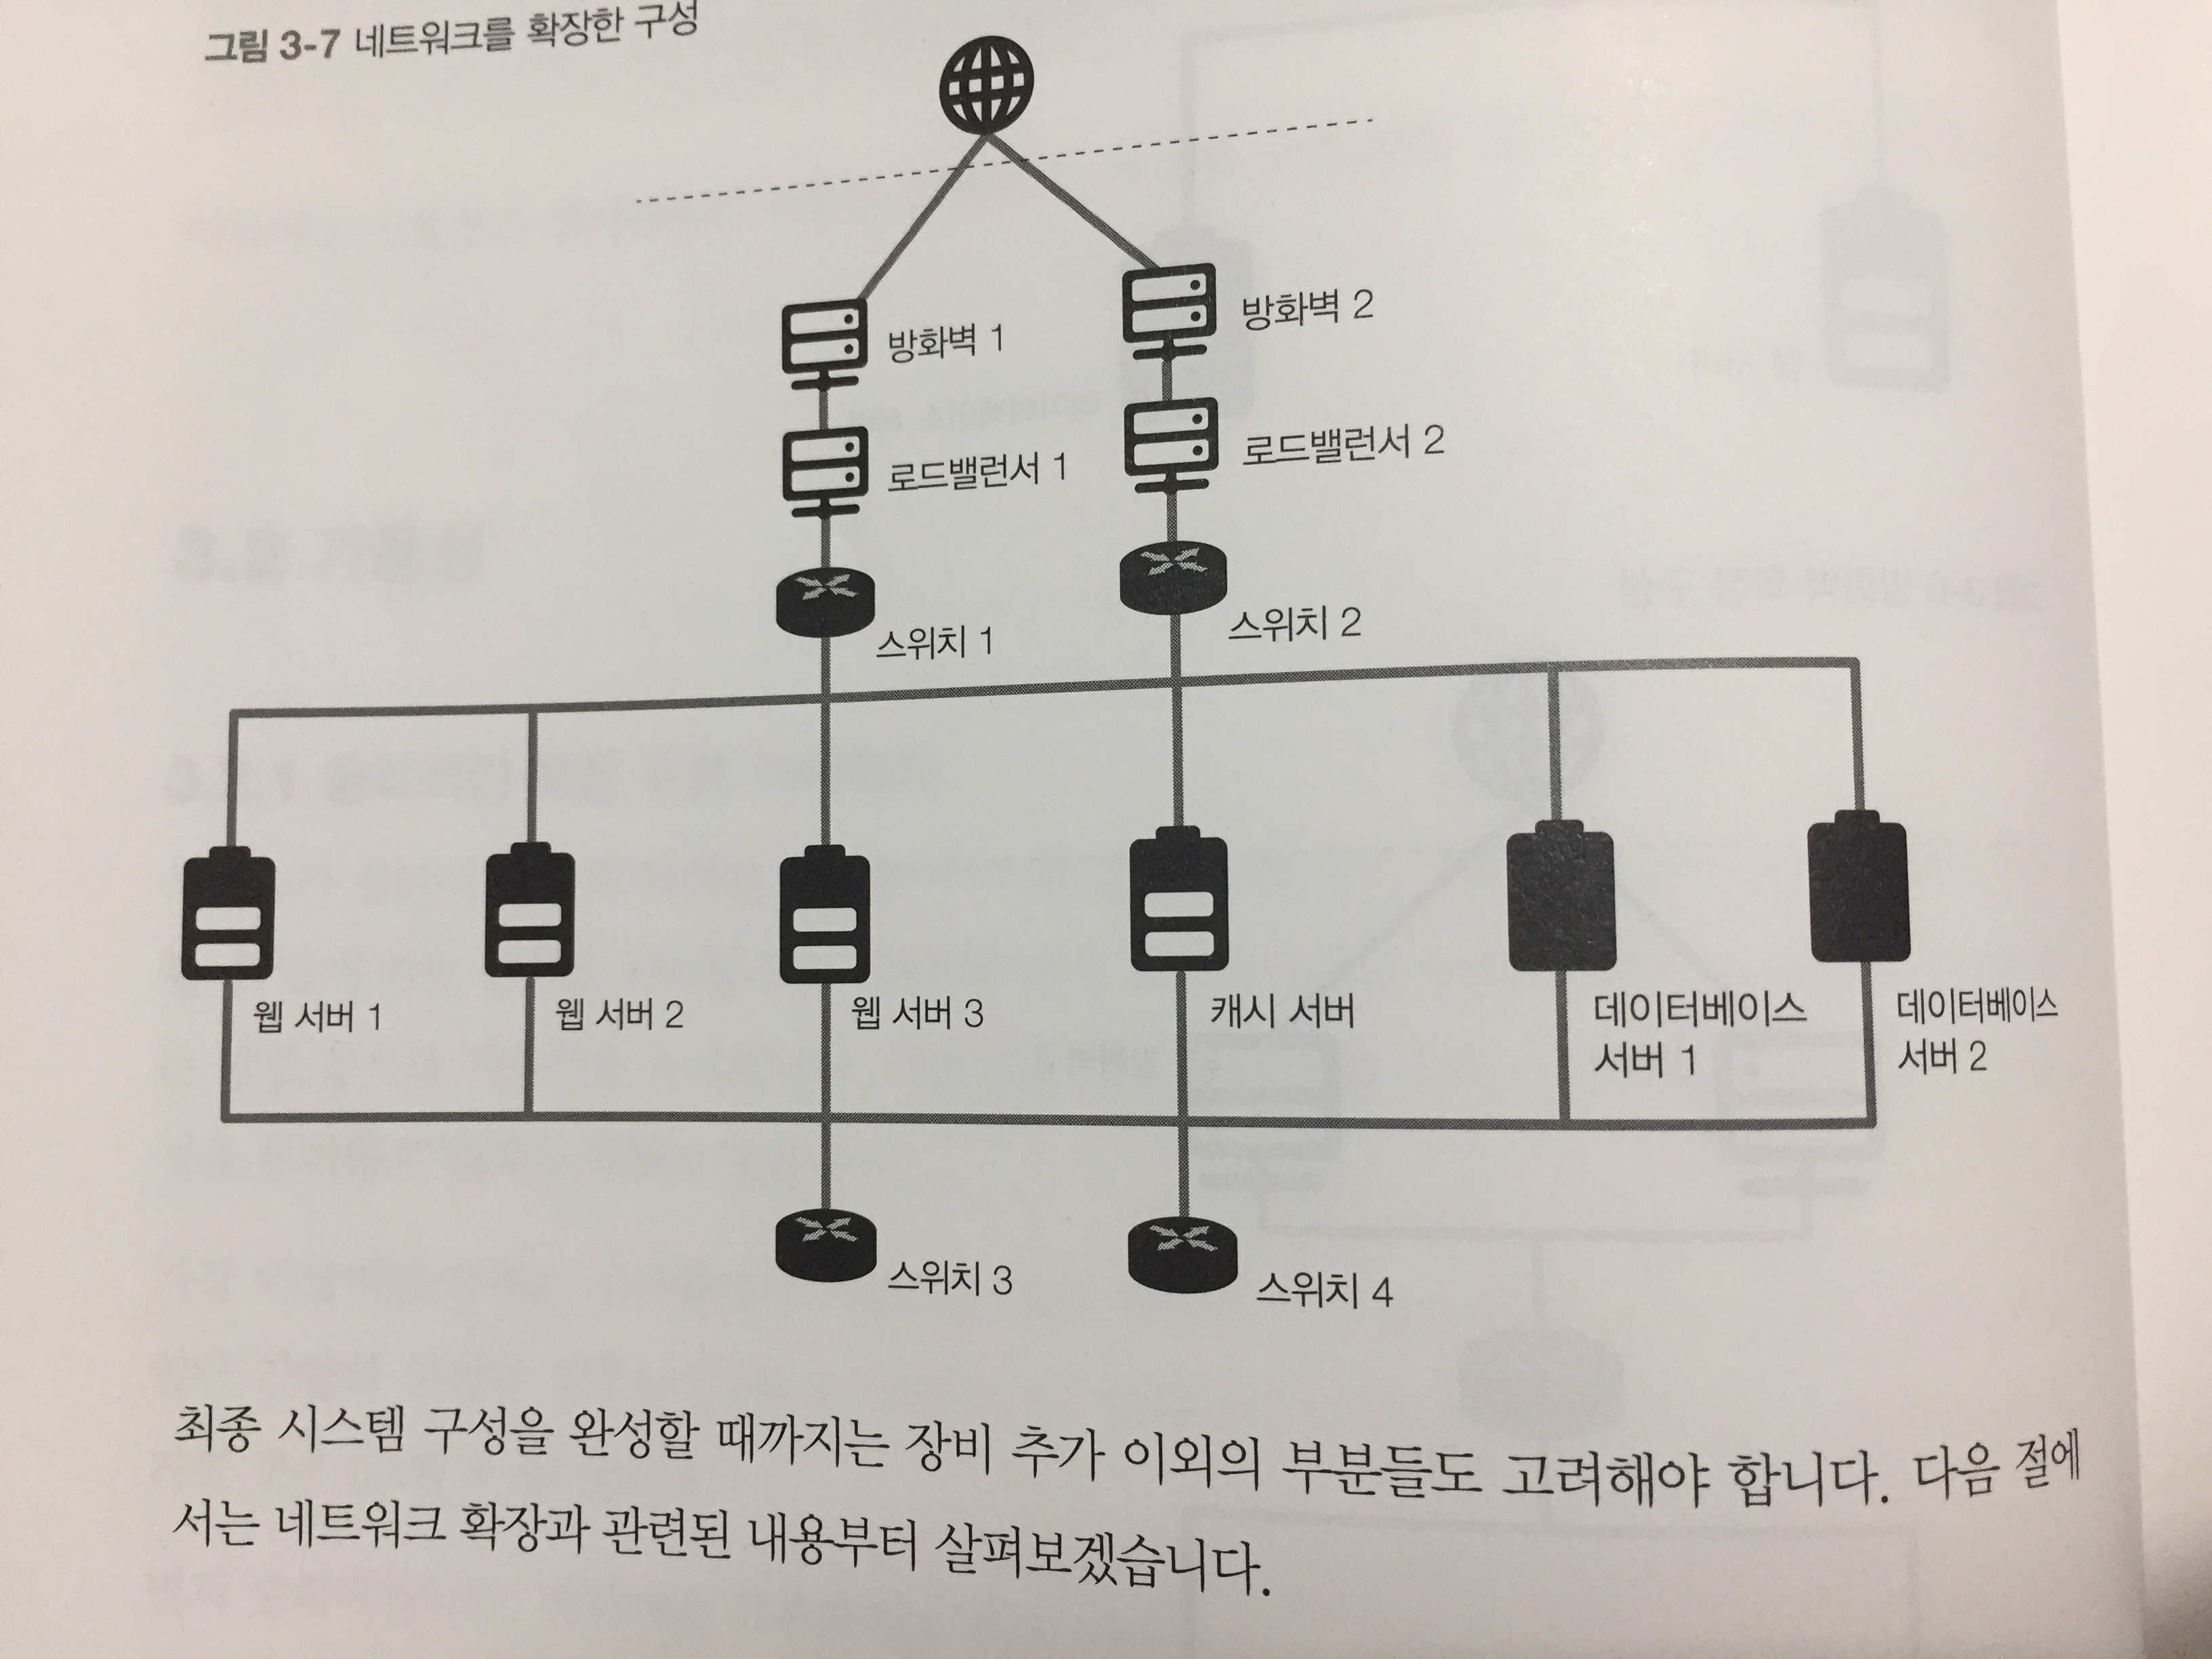 그림 3-7 네트워크를 확장한 구성
방화벽 1
방화벽 2
로드밸런서 1
로드밸런서 2
스위치 1
스위치 2
웹 서버 1
웹 서버 2
웹 서버 3
캐시 서버
데이터베이스
서버 1
데이터베이스
서버 2
스위치 3
스위치 4
최종 시스템 구성을 완성할 때까지는 장비 추가 이외의 부분들도 고려해야 합니다. 다음 절에
서는 네트워크 확장과 관련된 내용부터 살펴보겠습니다.